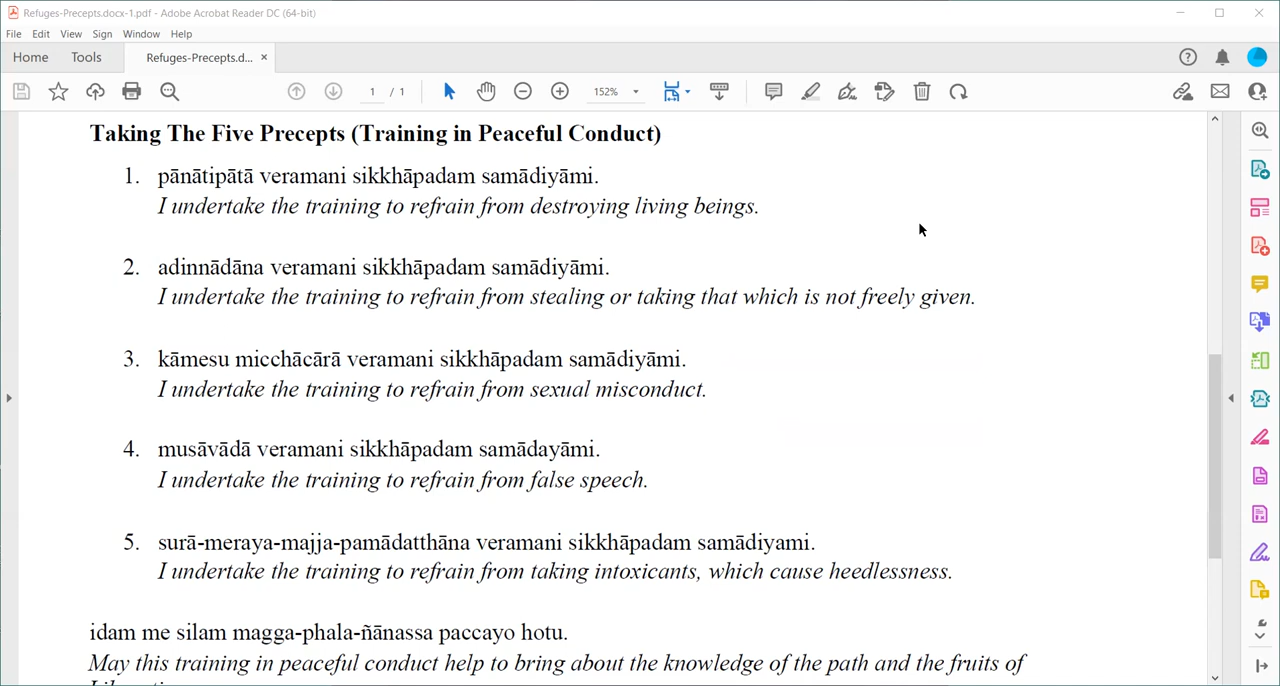 Refuges-Precepts.docx-1.pdf - Adobe Acrobat Reader DC (64-bit)
File Edit View Sign Window Help
Home Tools Refuges-Precepts.d... ×
1 / 1 152%
Taking The Five Precepts (Training in Peaceful Conduct)
1. pānātipātā veramani sikkhāpadam samādiyāmi.
I undertake the training to refrain from destroying living beings.
2. adinnādāna veramani sikkhāpadam samādiyāmi.
I undertake the training to refrain from stealing or taking that which is not freely given.
3. kāmesu micchācārā veramani sikkhāpadam samādiyāmi.
I undertake the training to refrain from sexual misconduct.
4. musāvādā veramani sikkhāpadam samādayāmi.
I undertake the training to refrain from false speech.
5. surā-meraya-majja-pamādatthāna veramani sikkhāpadam samādiyami.
I undertake the training to refrain from taking intoxicants, which cause heedlessness.
idam me silam magga-phala-ñānassa paccayo hotu.
May this training in peaceful conduct help to bring about the knowledge of the path and the fruits of